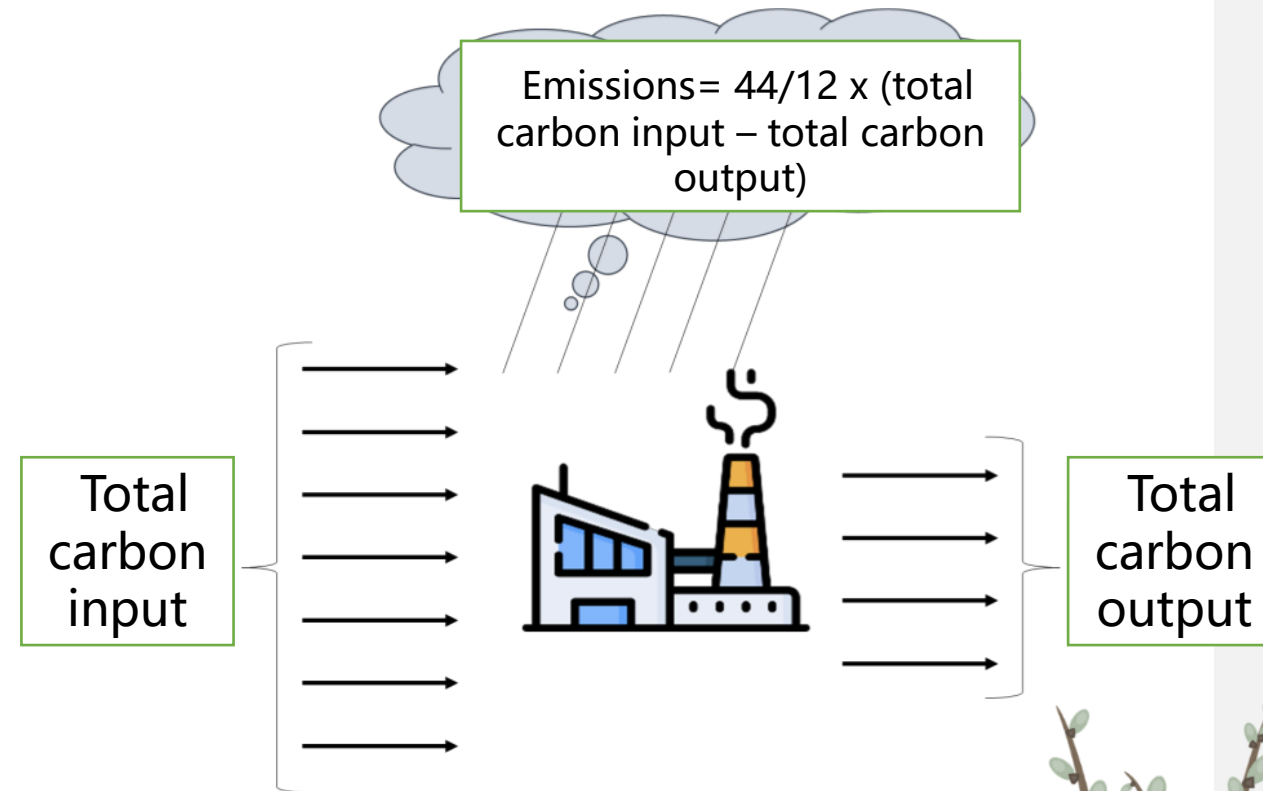 Emissions= 44/12 x (total
carbon input – total carbon
output)
Total
carbon
input
Total
carbon
output